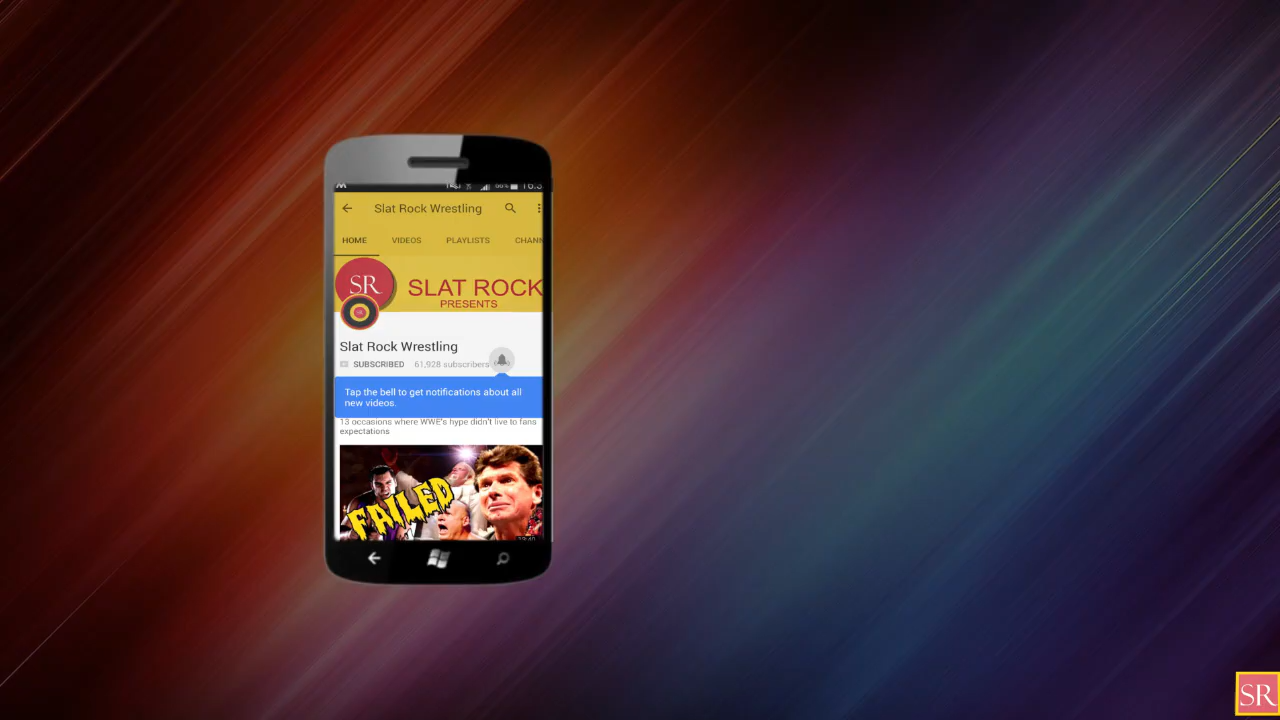 Slat Rock Wrestling
HOME VIDEOS PLAYLISTS CHANN
SR
SLAT ROCK
PRESENTS
Slat Rock Wrestling
SUBSCRIBED 61,928 subscribers
Tap the bell to get notifications about all
new videos.
13 occasions where WWE's hype didn't live to fans
expectations
FAILED
SR